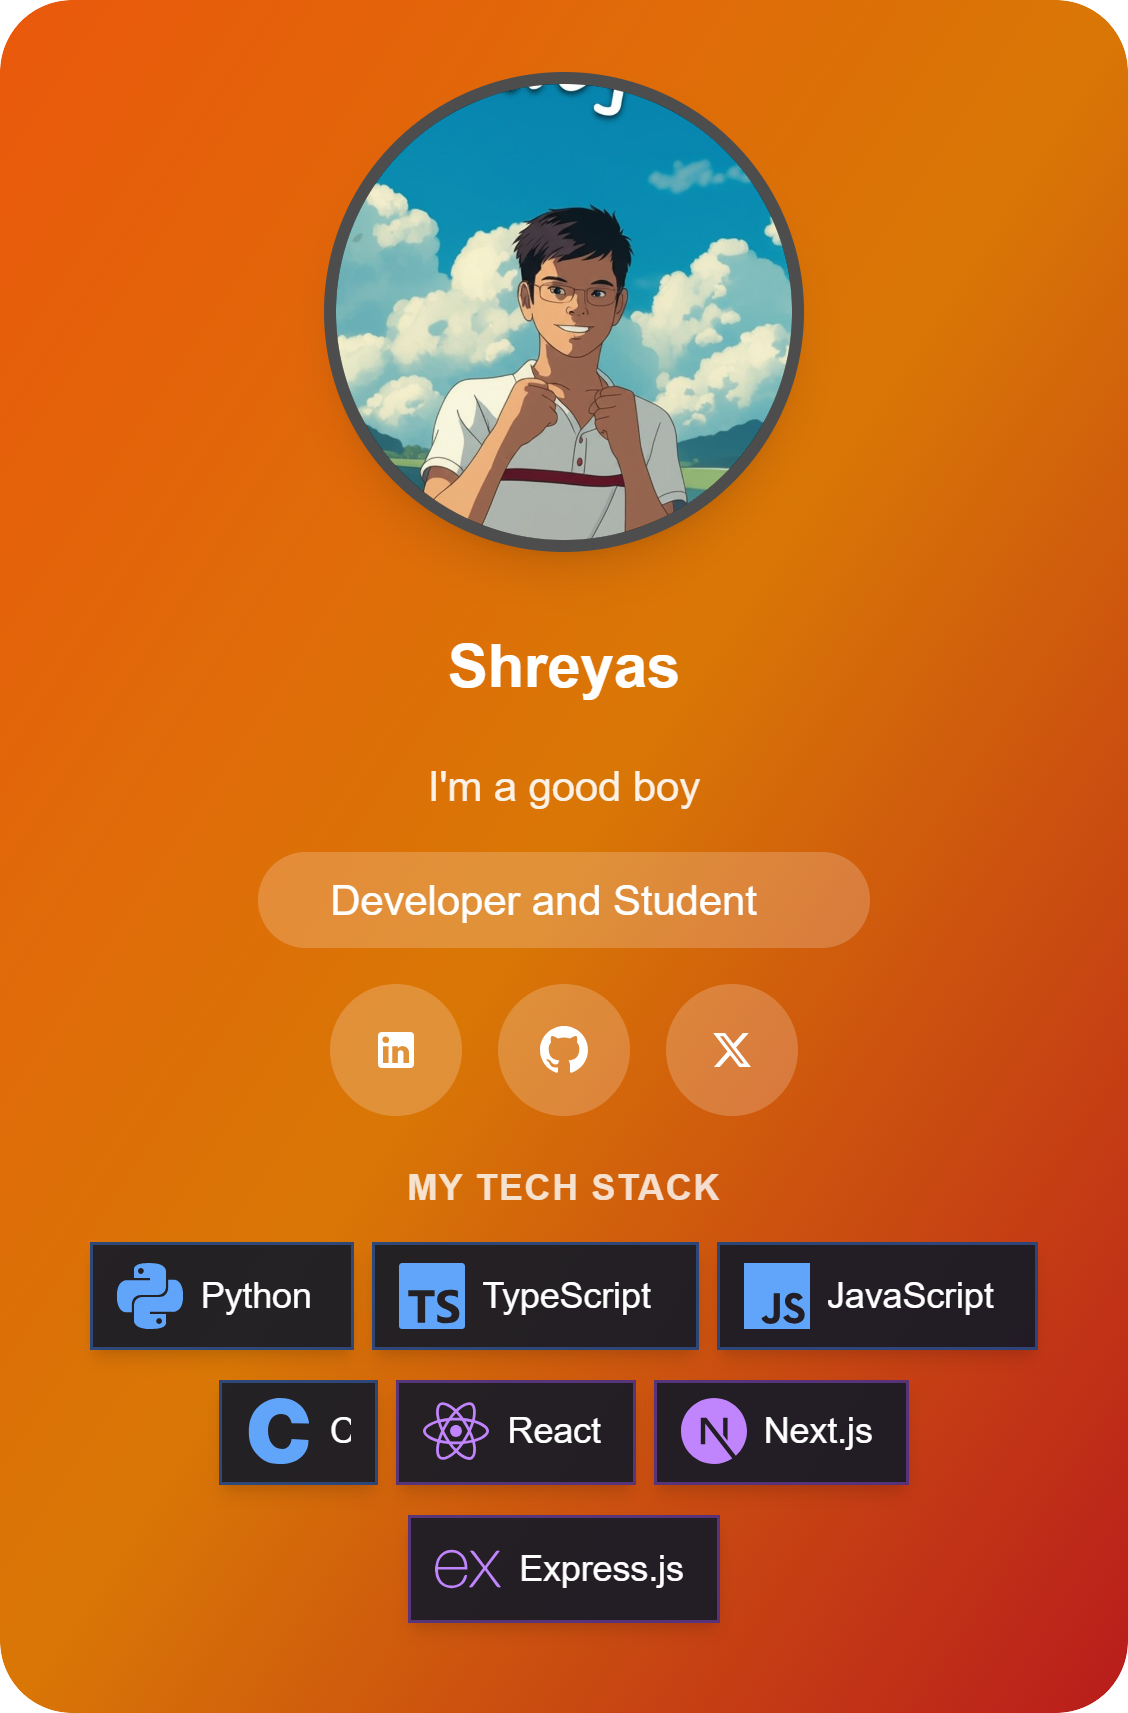 Shreyas
I'm a good boy
Developer and Student
in
MY TECH STACK
Python
TS TypeScript
JS JavaScript
C C
React
N Next.js
ex Express.js